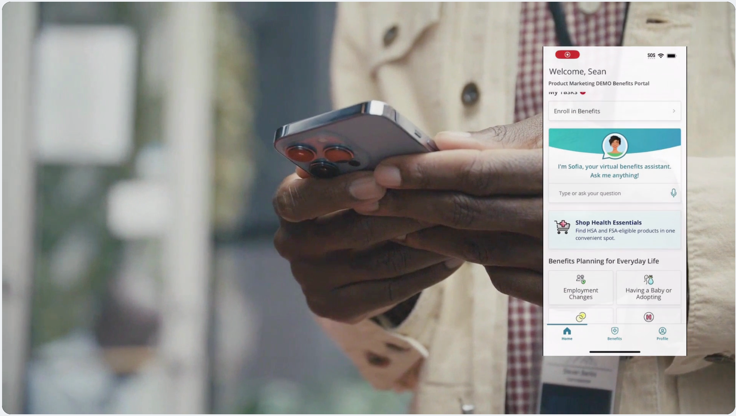 SOS
Welcome, Sean
Product Marketing DEMO Benefits Portal
My Tasks
Enroll in Benefits
I'm Sofia, your virtual benefits assistant.
Ask me anything!
Type or ask your question
Shop Health Essentials
Find HSA and FSA-eligible products in one
convenient spot.
Benefits Planning for Everyday Life
Employment
Changes
Having a Baby or
Adopting
Home
Benefits
Profile